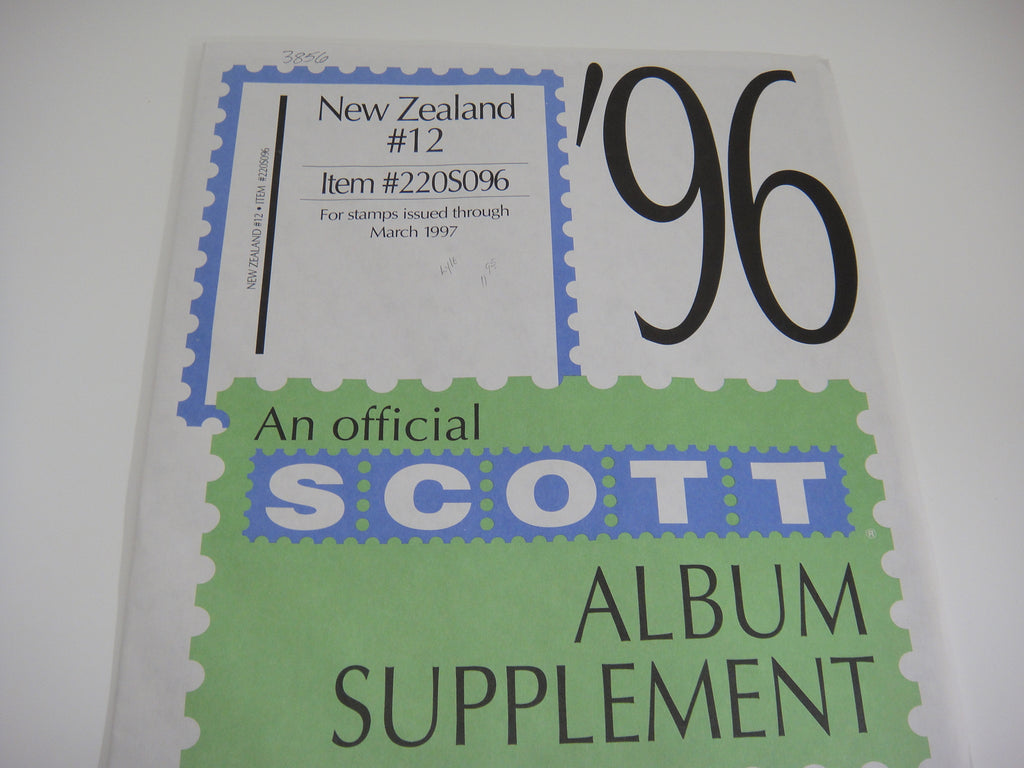 3856
New Zealand
#12
Item #220S096
For stamps issued through
March 1997
NEW ZEALAND #12 • ITEM #220S096
'96
An official
SCOTT
®
ALBUM
SUPPLEMENT